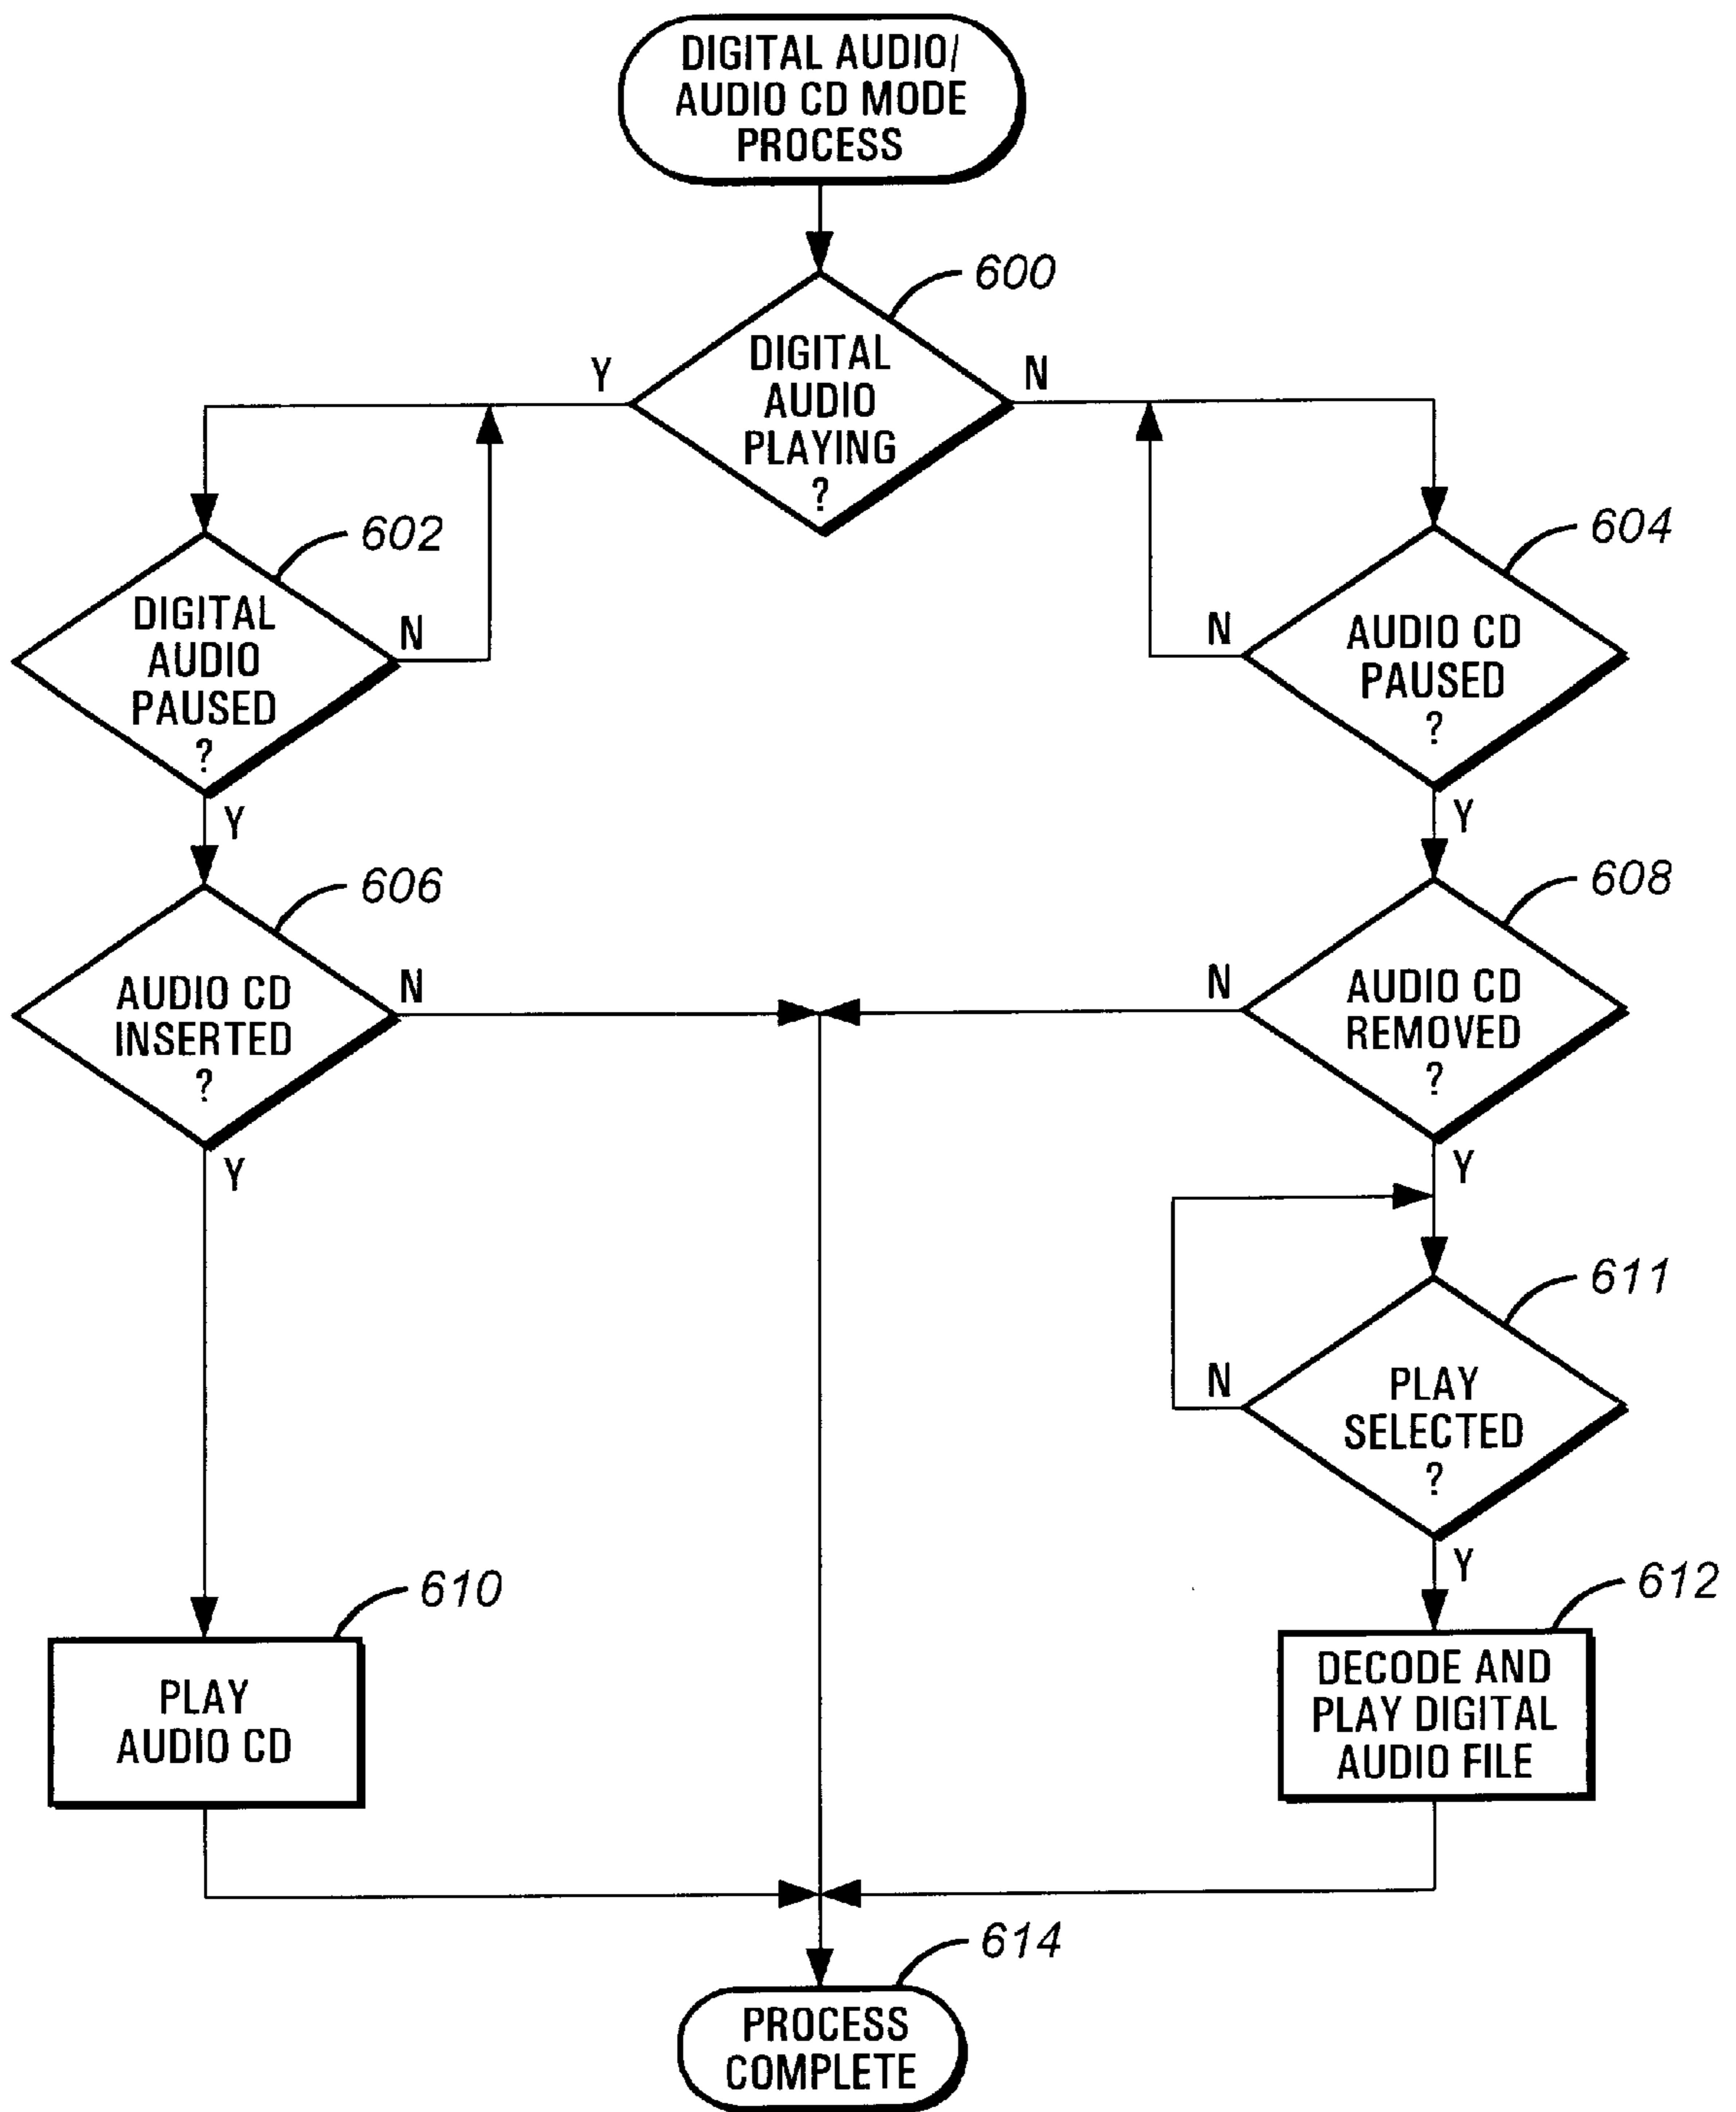 DIGITAL AUDIO/
AUDIO CD MODE
PROCESS
600
DIGITAL
AUDIO
PLAYING
?
Y
N
602
DIGITAL
AUDIO
PAUSED
?
N
Y
604
AUDIO CD
PAUSED
?
N
Y
606
AUDIO CD
INSERTED
?
N
Y
608
AUDIO CD
REMOVED
?
N
Y
611
PLAY
SELECTED
?
N
Y
610
PLAY
AUDIO CD
612
DECODE AND
PLAY DIGITAL
AUDIO FILE
614
PROCESS
COMPLETE